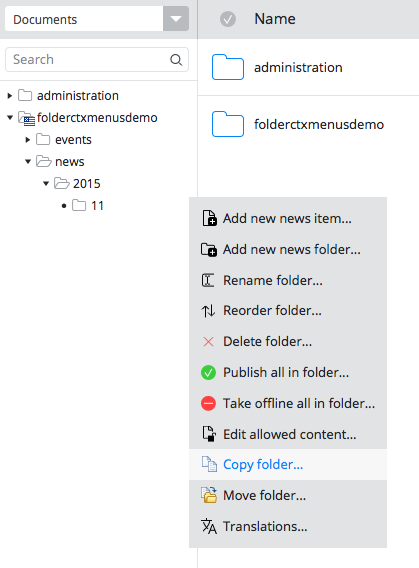 Documents
Name
Search
administration
folderctxmenusdemo
events
news
2015
11
administration
folderctxmenusdemo
Add new news item...
Add new news folder...
Rename folder...
Reorder folder...
Delete folder...
Publish all in folder...
Take offline all in folder...
Edit allowed content...
Copy folder...
Move folder...
Translations...